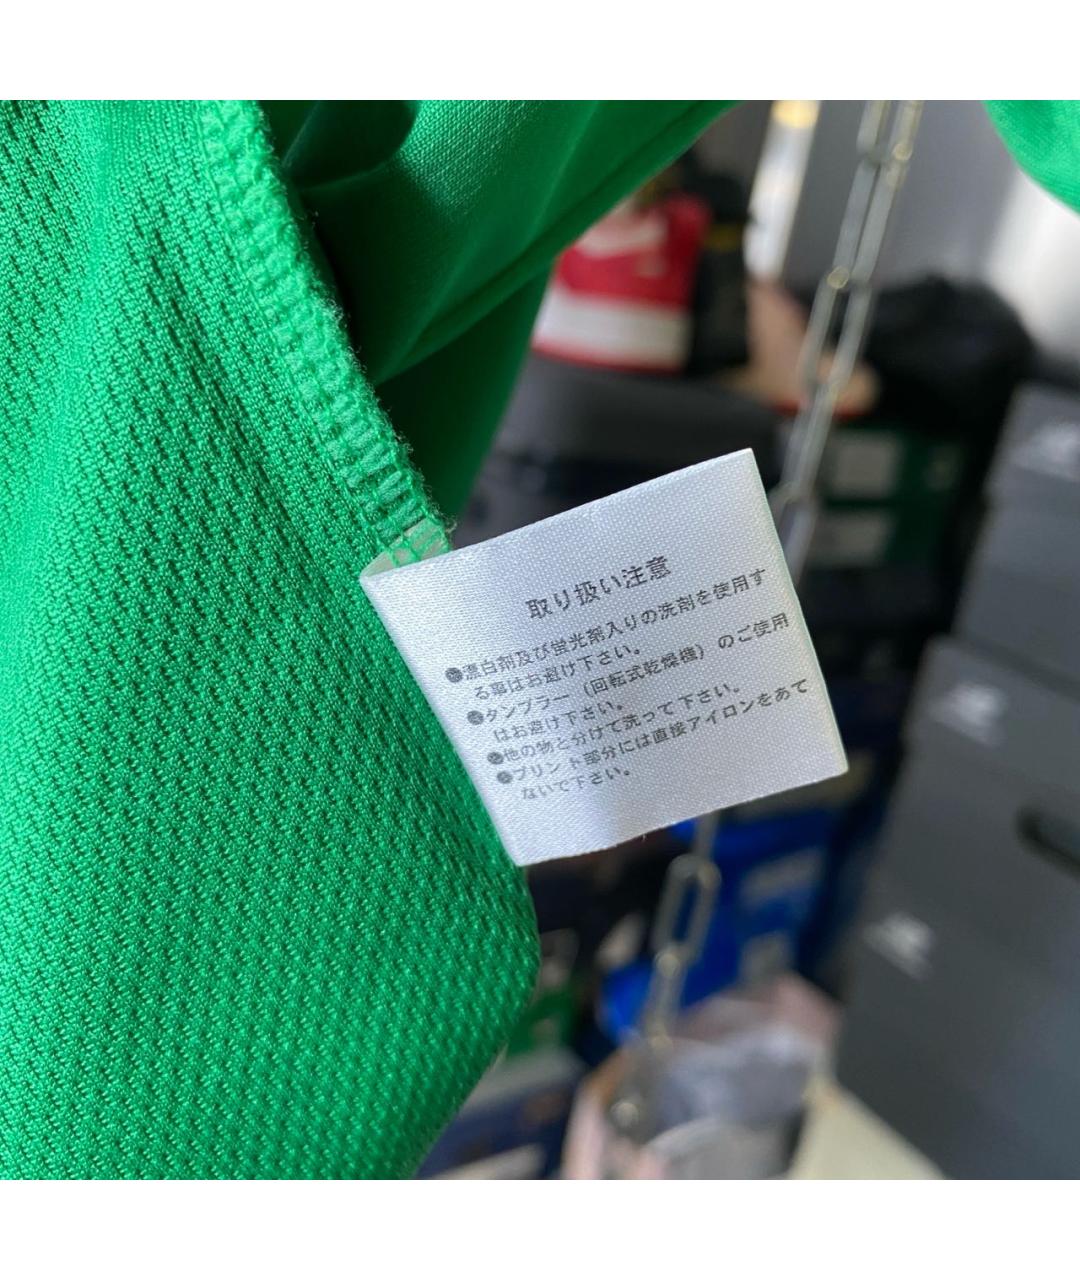 取り扱い注意
●漂白剤及び蛍光剤入りの洗剤を使用す
る事はお避け下さい。
●タンブラー（回転式乾燥機）のご使用
はお避け下さい。
●他の物と分けて洗って下さい。
●プリント部分には直接アイロンをあて
ないで下さい。